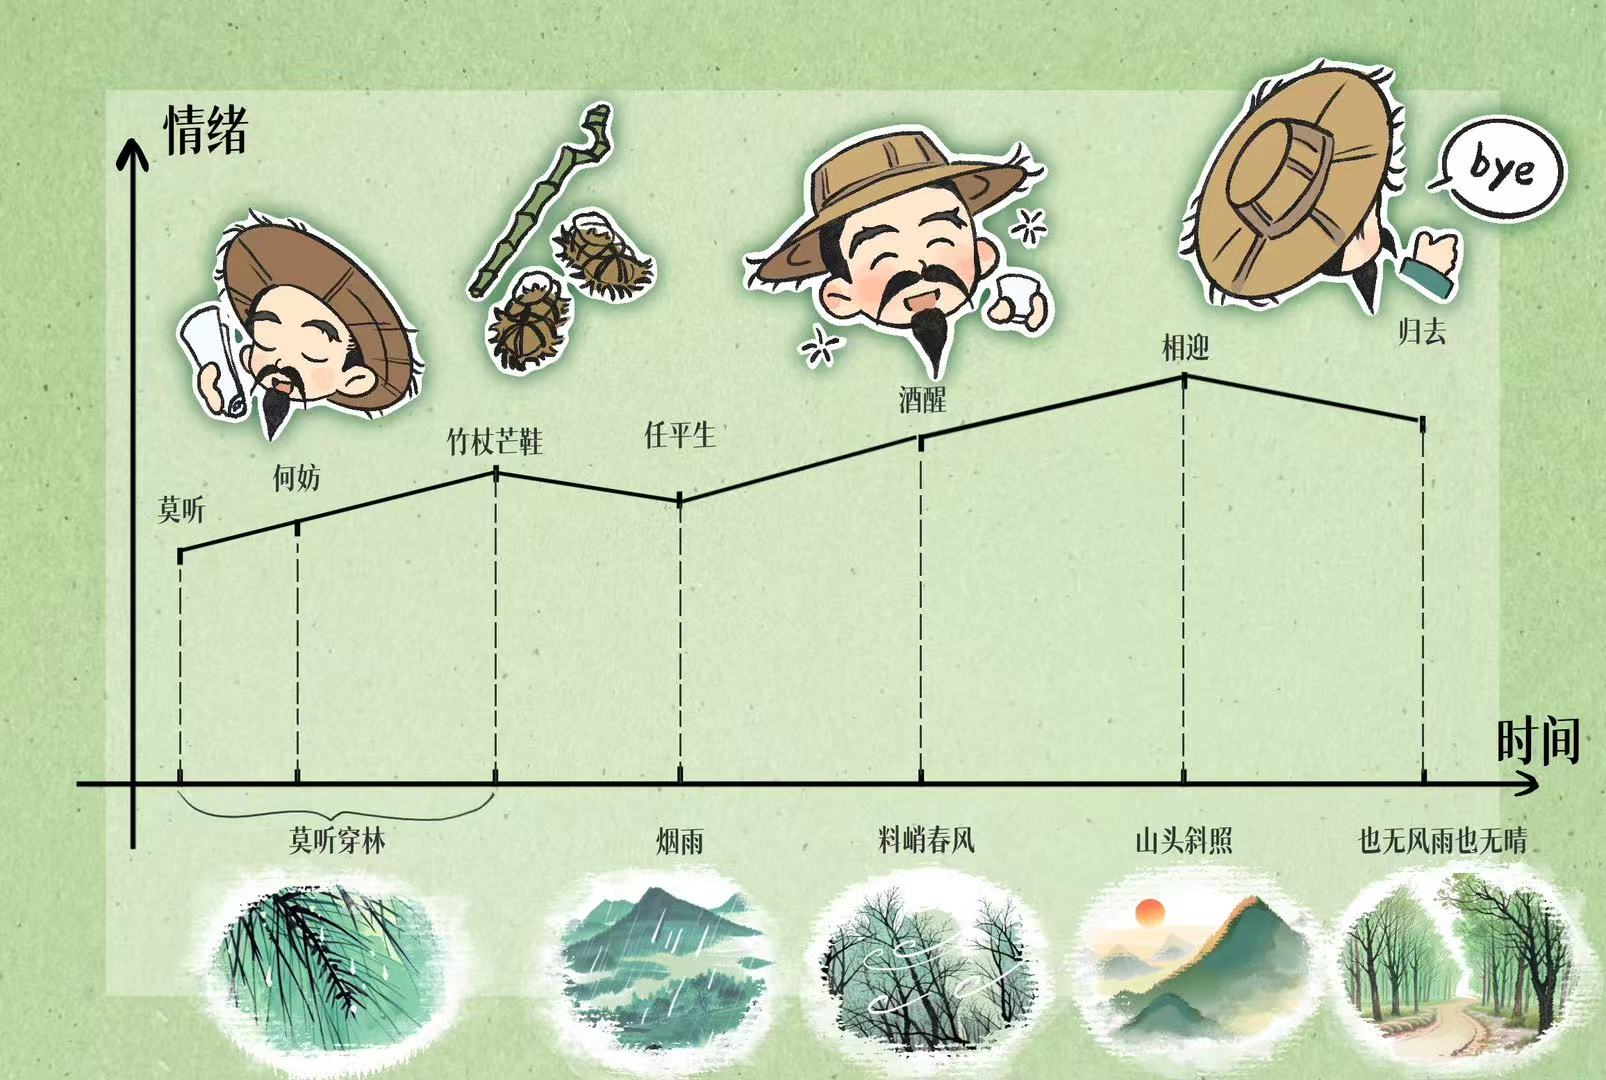 情绪
bye
归去
相迎
酒醒
任平生
竹杖芒鞋
何妨
莫听
时间
莫听穿林
烟雨
料峭春风
山头斜照
也无风雨也无晴